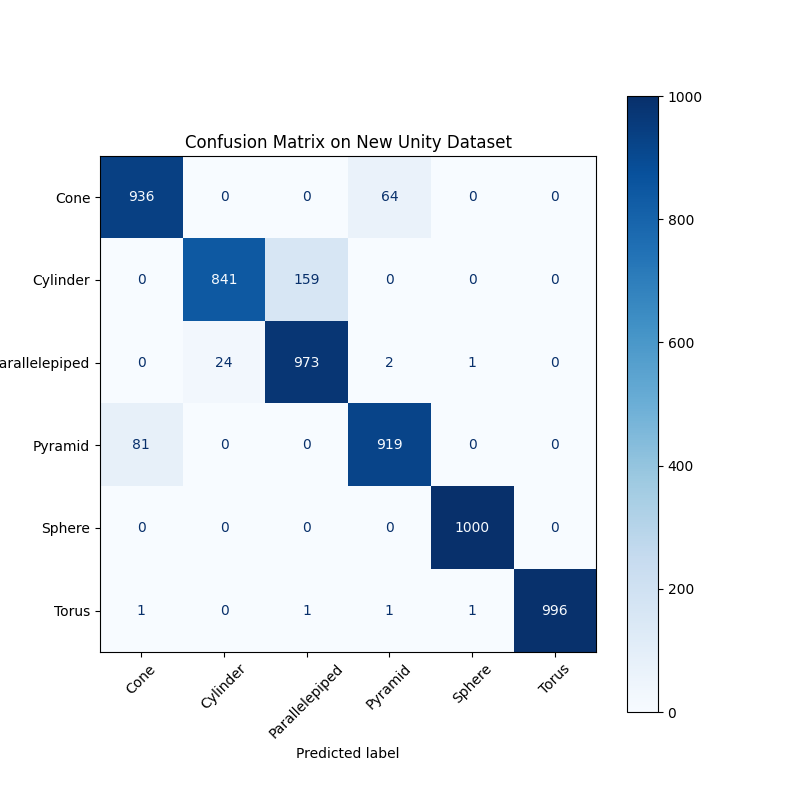 Confusion Matrix on New Unity Dataset
Cone 936 0 0 64 0 0
Cylinder 0 841 159 0 0 0
arallelepiped 0 24 973 2 1 0
Pyramid 81 0 0 919 0 0
Sphere 0 0 0 0 1000 0
Torus 1 0 1 1 1 996
Cone Cylinder Parallelepiped Pyramid Sphere Torus
Predicted label
1000
800
600
400
200
0